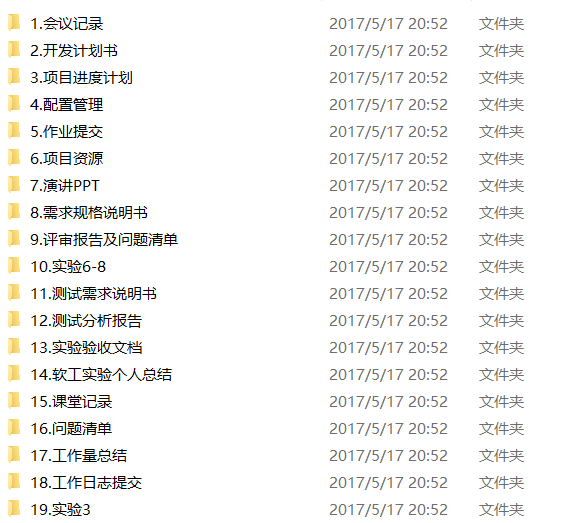 1.会议记录 2017/5/17 20:52 文件夹
2.开发计划书 2017/5/17 20:52 文件夹
3.项目进度计划 2017/5/17 20:52 文件夹
4.配置管理 2017/5/17 20:52 文件夹
5.作业提交 2017/5/17 20:52 文件夹
6.项目资源 2017/5/17 20:52 文件夹
7.演讲PPT 2017/5/17 20:52 文件夹
8.需求规格说明书 2017/5/17 20:52 文件夹
9.评审报告及问题清单 2017/5/17 20:52 文件夹
10.实验6-8 2017/5/17 20:52 文件夹
11.测试需求说明书 2017/5/17 20:52 文件夹
12.测试分析报告 2017/5/17 20:52 文件夹
13.实验验收文档 2017/5/17 20:52 文件夹
14.软工实验个人总结 2017/5/17 20:52 文件夹
15.课堂记录 2017/5/17 20:52 文件夹
16.问题清单 2017/5/17 20:52 文件夹
17.工作量总结 2017/5/17 20:52 文件夹
18.工作日志提交 2017/5/17 20:52 文件夹
19.实验3 2017/5/17 20:52 文件夹